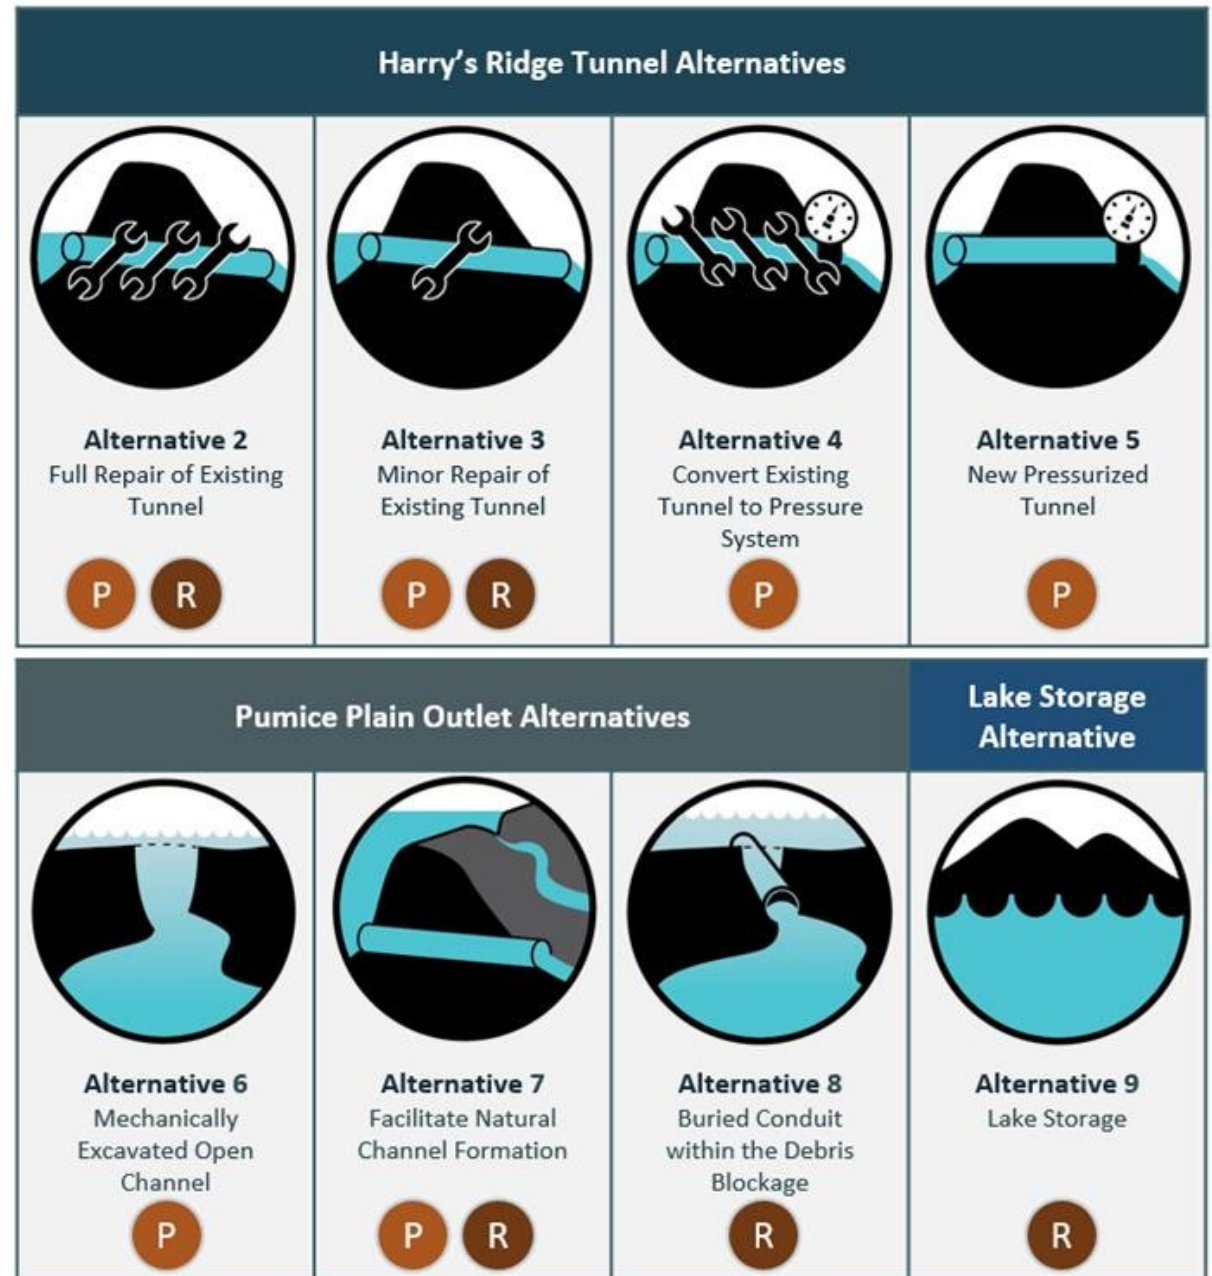 Harry’s Ridge Tunnel Alternatives
Alternative 2
Full Repair of Existing
Tunnel
P R
Alternative 3
Minor Repair of
Existing Tunnel
P R
Alternative 4
Convert Existing
Tunnel to Pressure
System
P
Alternative 5
New Pressurized
Tunnel
P
Pumice Plain Outlet Alternatives
Lake Storage
Alternative
Alternative 6
Mechanically
Excavated Open
Channel
P
Alternative 7
Facilitate Natural
Channel Formation
P R
Alternative 8
Buried Conduit
within the Debris
Blockage
R
Alternative 9
Lake Storage
R